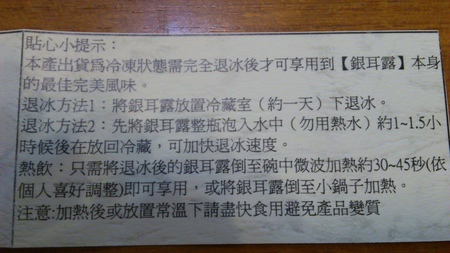 貼心小提示：
本產出貨為冷凍狀態需完全退冰後才可享用到【銀耳露】本身
的最佳完美風味。
退冰方法1：將銀耳露放置冷藏室（約一天）下退冰。
退冰方法2：先將銀耳露整瓶泡入水中（勿用熱水）約1~1.5小
時候後在放回冷藏，可加快退冰速度。
熱飲：只需將退冰後的銀耳露倒至碗中微波加熱約30~45秒(依
個人喜好調整)即可享用，或將銀耳露倒至小鍋子加熱。
注意:加熱後或放置常溫下請盡快食用避免產品變質